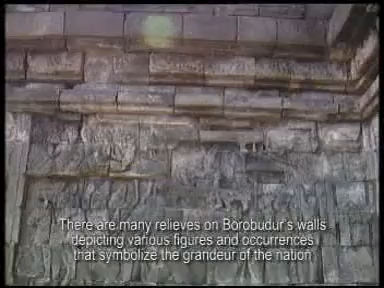 There are many relieves on Borobudur's walls
depicting various figures and occurrences
that symbolize the grandeur of the nation